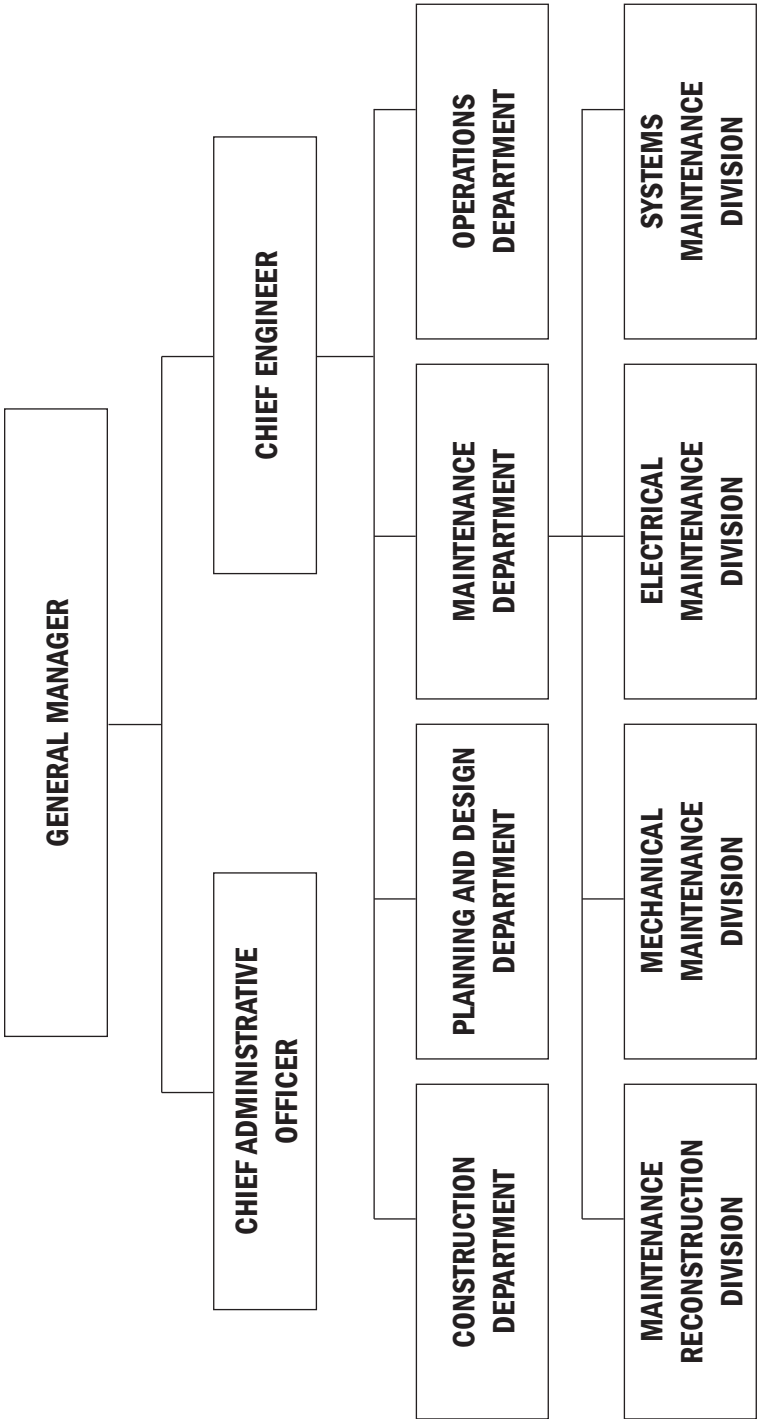 GENERAL MANAGER
CHIEF ADMINISTRATIVE
OFFICER
CHIEF ENGINEER
CONSTRUCTION
DEPARTMENT
PLANNING AND DESIGN
DEPARTMENT
MAINTENANCE
DEPARTMENT
OPERATIONS
DEPARTMENT
MAINTENANCE
RECONSTRUCTION
DIVISION
MECHANICAL
MAINTENANCE
DIVISION
ELECTRICAL
MAINTENANCE
DIVISION
SYSTEMS
MAINTENANCE
DIVISION